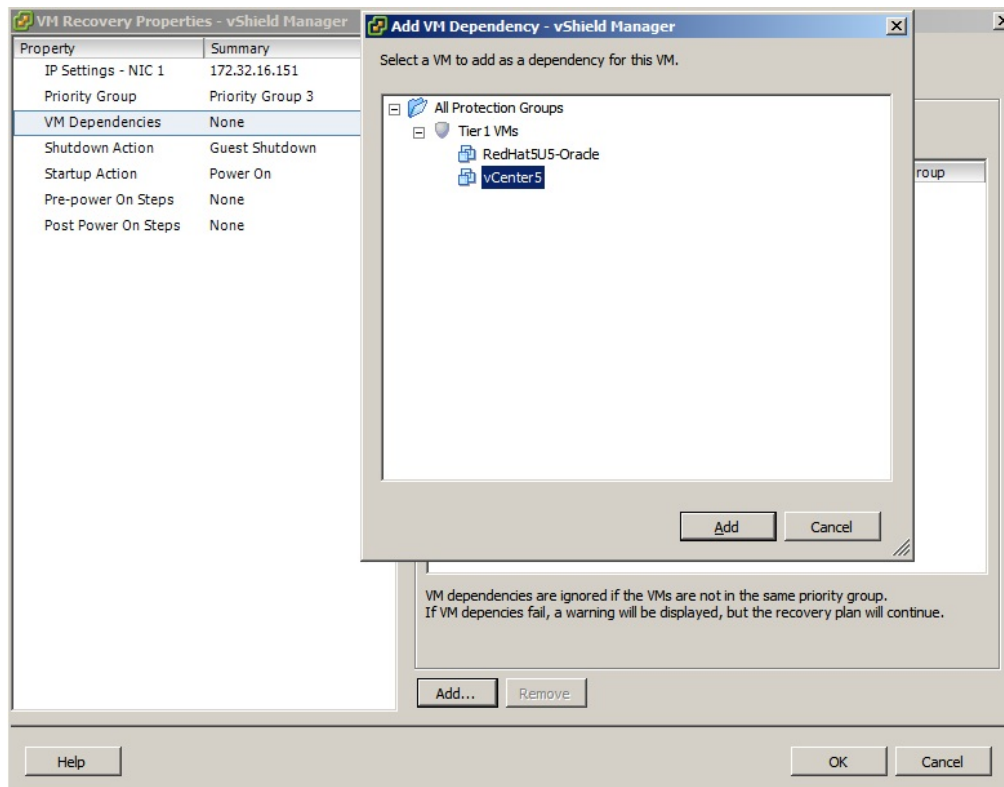 VM Recovery Properties - vShield Manager
Property Summary
IP Settings - NIC 1 172.32.16.151
Priority Group Priority Group 3
VM Dependencies None
Shutdown Action Guest Shutdown
Startup Action Power On
Pre-power On Steps None
Post Power On Steps None
Add VM Dependency - vShield Manager
Select a VM to add as a dependency for this VM.
All Protection Groups
Tier1 VMs
RedHat5U5-Oracle
vCenter5
Add Cancel
roup
VM dependencies are ignored if the VMs are not in the same priority group.
If VM depencies fail, a warning will be displayed, but the recovery plan will continue.
Add... Remove
Help OK Cancel